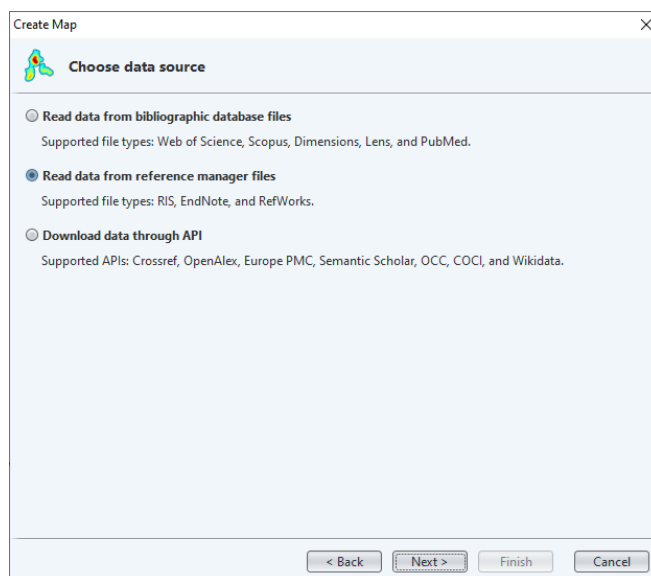 Create Map
Choose data source
Read data from bibliographic database files
Supported file types: Web of Science, Scopus, Dimensions, Lens, and PubMed.
Read data from reference manager files
Supported file types: RIS, EndNote, and RefWorks.
Download data through API
Supported APIs: Crossref, OpenAlex, Europe PMC, Semantic Scholar, OCC, COCI, and Wikidata.
< Back Next > Finish Cancel